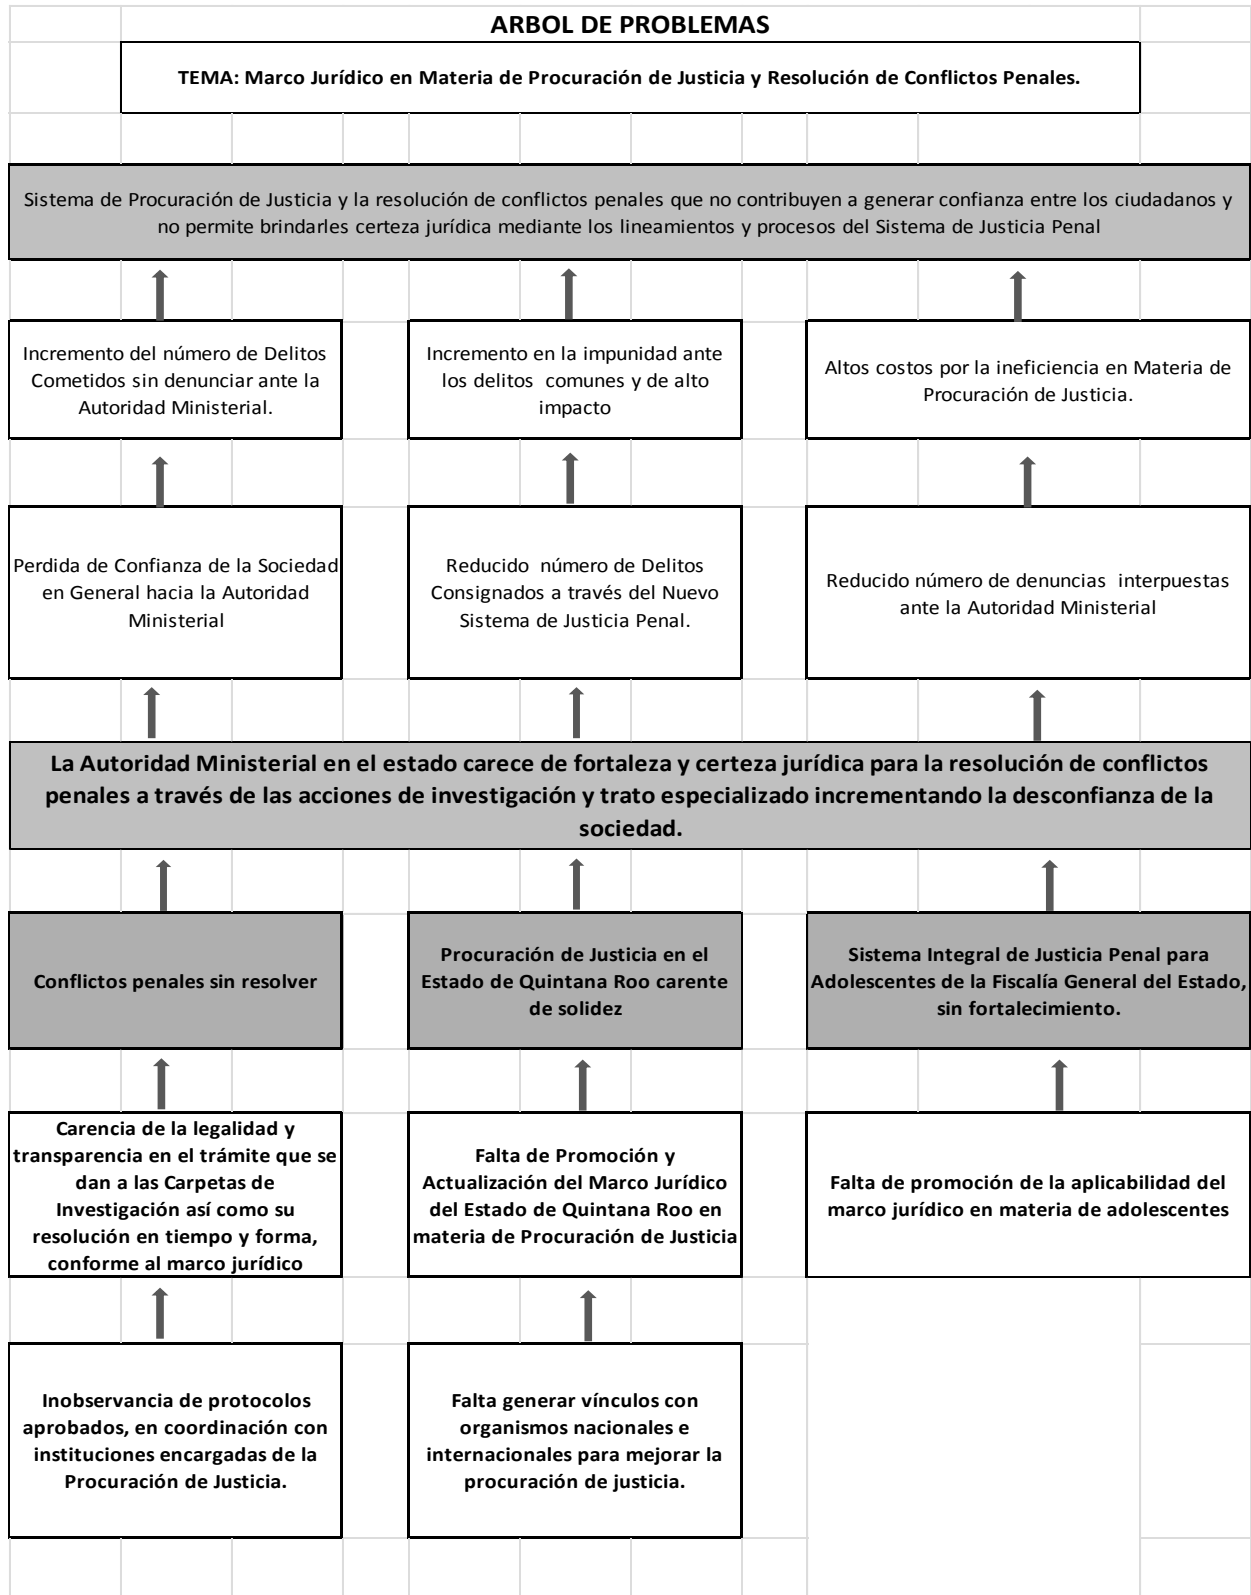 ARBOL DE PROBLEMAS
TEMA: Marco Jurídico en Materia de Procuración de Justicia y Resolución de Conflictos Penales.
Sistema de Procuración de Justicia y la resolución de conflictos penales que no contribuyen a generar confianza entre los ciudadanos y
no permite brindarles certeza jurídica mediante los lineamientos y procesos del Sistema de Justicia Penal
Incremento del número de Delitos
Cometidos sin denunciar ante la
Autoridad Ministerial.
Incremento en la impunidad ante
los delitos comunes y de alto
impacto
Altos costos por la ineficiencia en Materia de
Procuración de Justicia.
Perdida de Confianza de la Sociedad
en General hacia la Autoridad
Ministerial
Reducido número de Delitos
Consignados a través del Nuevo
Sistema de Justicia Penal.
Reducido número de denuncias interpuestas
ante la Autoridad Ministerial
La Autoridad Ministerial en el estado carece de fortaleza y certeza jurídica para la resolución de conflictos
penales a través de las acciones de investigación y trato especializado incrementando la desconfianza de la
sociedad.
Conflictos penales sin resolver
Procuración de Justicia en el
Estado de Quintana Roo carente
de solidez
Sistema Integral de Justicia Penal para
Adolescentes de la Fiscalía General del Estado,
sin fortalecimiento.
Carencia de la legalidad y
transparencia en el trámite que se
dan a las Carpetas de
Investigación así como su
resolución en tiempo y forma,
conforme al marco jurídico
Falta de Promoción y
Actualización del Marco Jurídico
del Estado de Quintana Roo en
materia de Procuración de Justicia
Falta de promoción de la aplicabilidad del
marco jurídico en materia de adolescentes
Inobservancia de protocolos
aprobados, en coordinación con
instituciones encargadas de la
Procuración de Justicia.
Falta generar vínculos con
organismos nacionales e
internacionales para mejorar la
procuración de justicia.